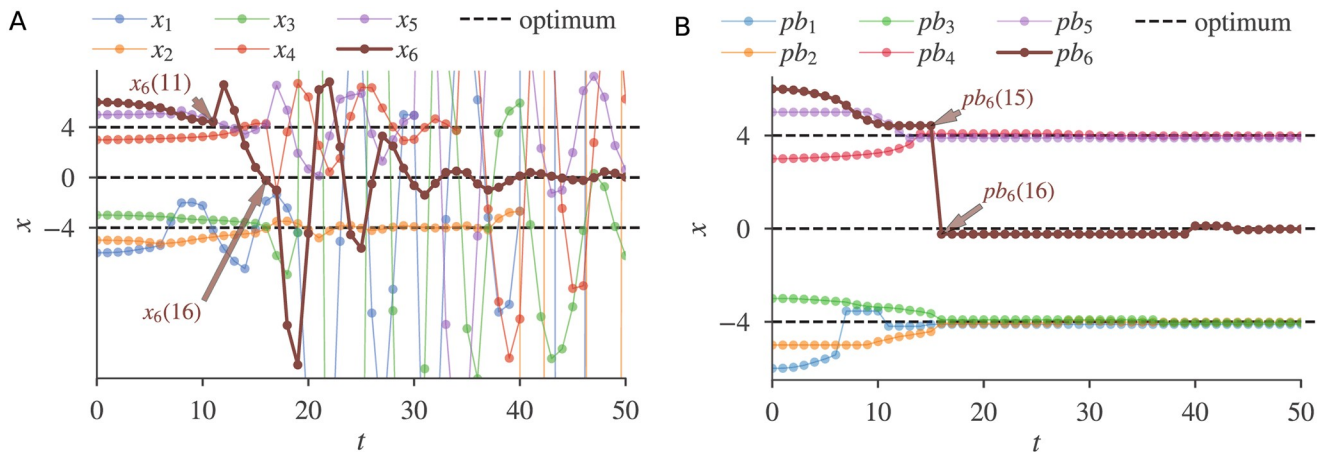 A
x₁ x₃ x₅ optimum
x₂ x₄ x₆
x₆(11)
4
0
−4
x
x₆(16)
0 10 20 30 40 50
t
B
pb₁ pb₃ pb₅ optimum
pb₂ pb₄ pb₆
pb₆(15)
4
pb₆(16)
0
x
−4
0 10 20 30 40 50
t